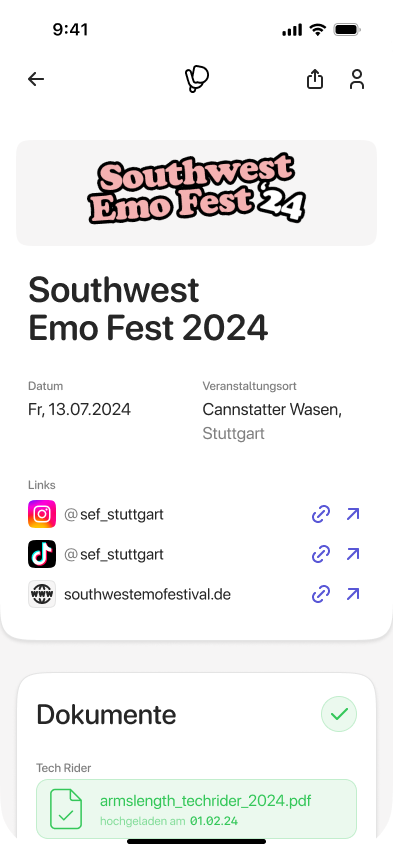 9:41
Southwest
Emo Fest '24
Southwest
Emo Fest 2024
Datum
Veranstaltungsort
Fr, 13.07.2024
Cannstatter Wasen,
Stuttgart
Links
@sef_stuttgart
@sef_stuttgart
WWW
southwestemofestival.de
Dokumente
Tech Rider
armslength_techrider_2024.pdf
hochgeladen am 01.02.24